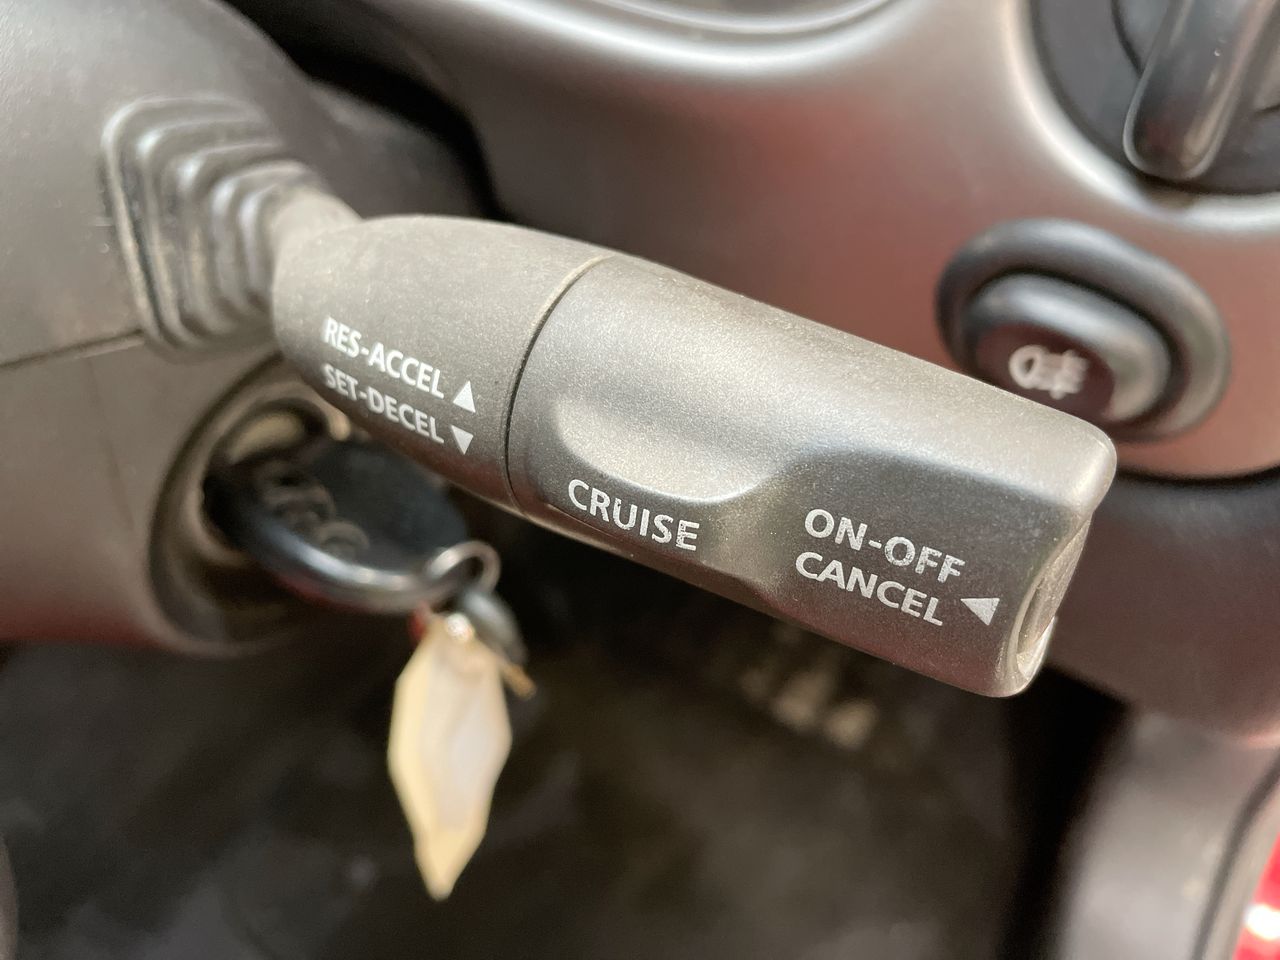 RES-ACCEL ▲
SET-DECEL ▼
CRUISE
ON-OFF
CANCEL ◀